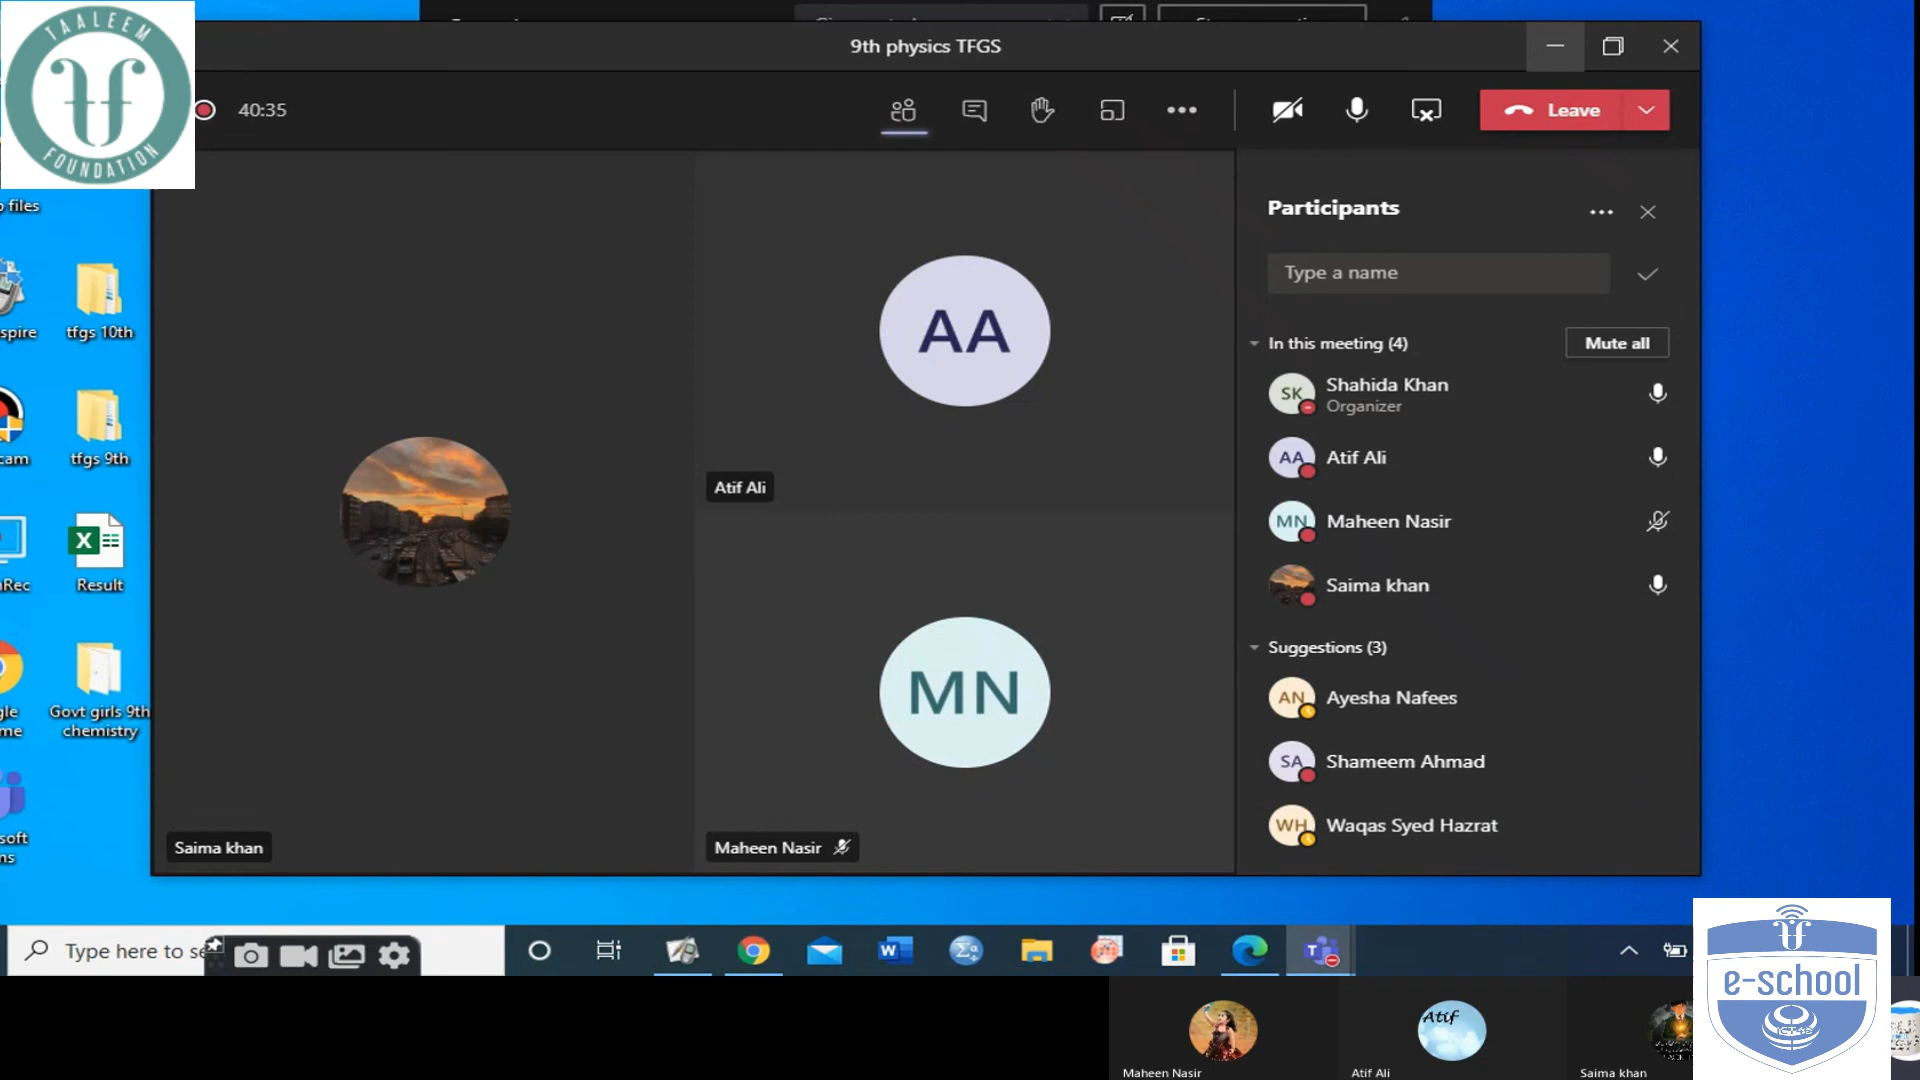 TAALEEM
FOUNDATION
9th physics TFGS
40:35
Leave
Participants
Type a name
In this meeting (4)
Mute all
SK
Shahida Khan
Organizer
AA
Atif Ali
MN
Maheen Nasir
Saima khan
Suggestions (3)
AN
Ayesha Nafees
SA
Shameem Ahmad
WH
Waqas Syed Hazrat
AA
Atif Ali
MN
Maheen Nasir
Saima khan
files
spire
tfgs 10th
cam
tfgs 9th
Rec
Result
Govt girls 9th
chemistry
Type here to se
e-school
Atif
Maheen Nasir
Atif Ali
Saima khan